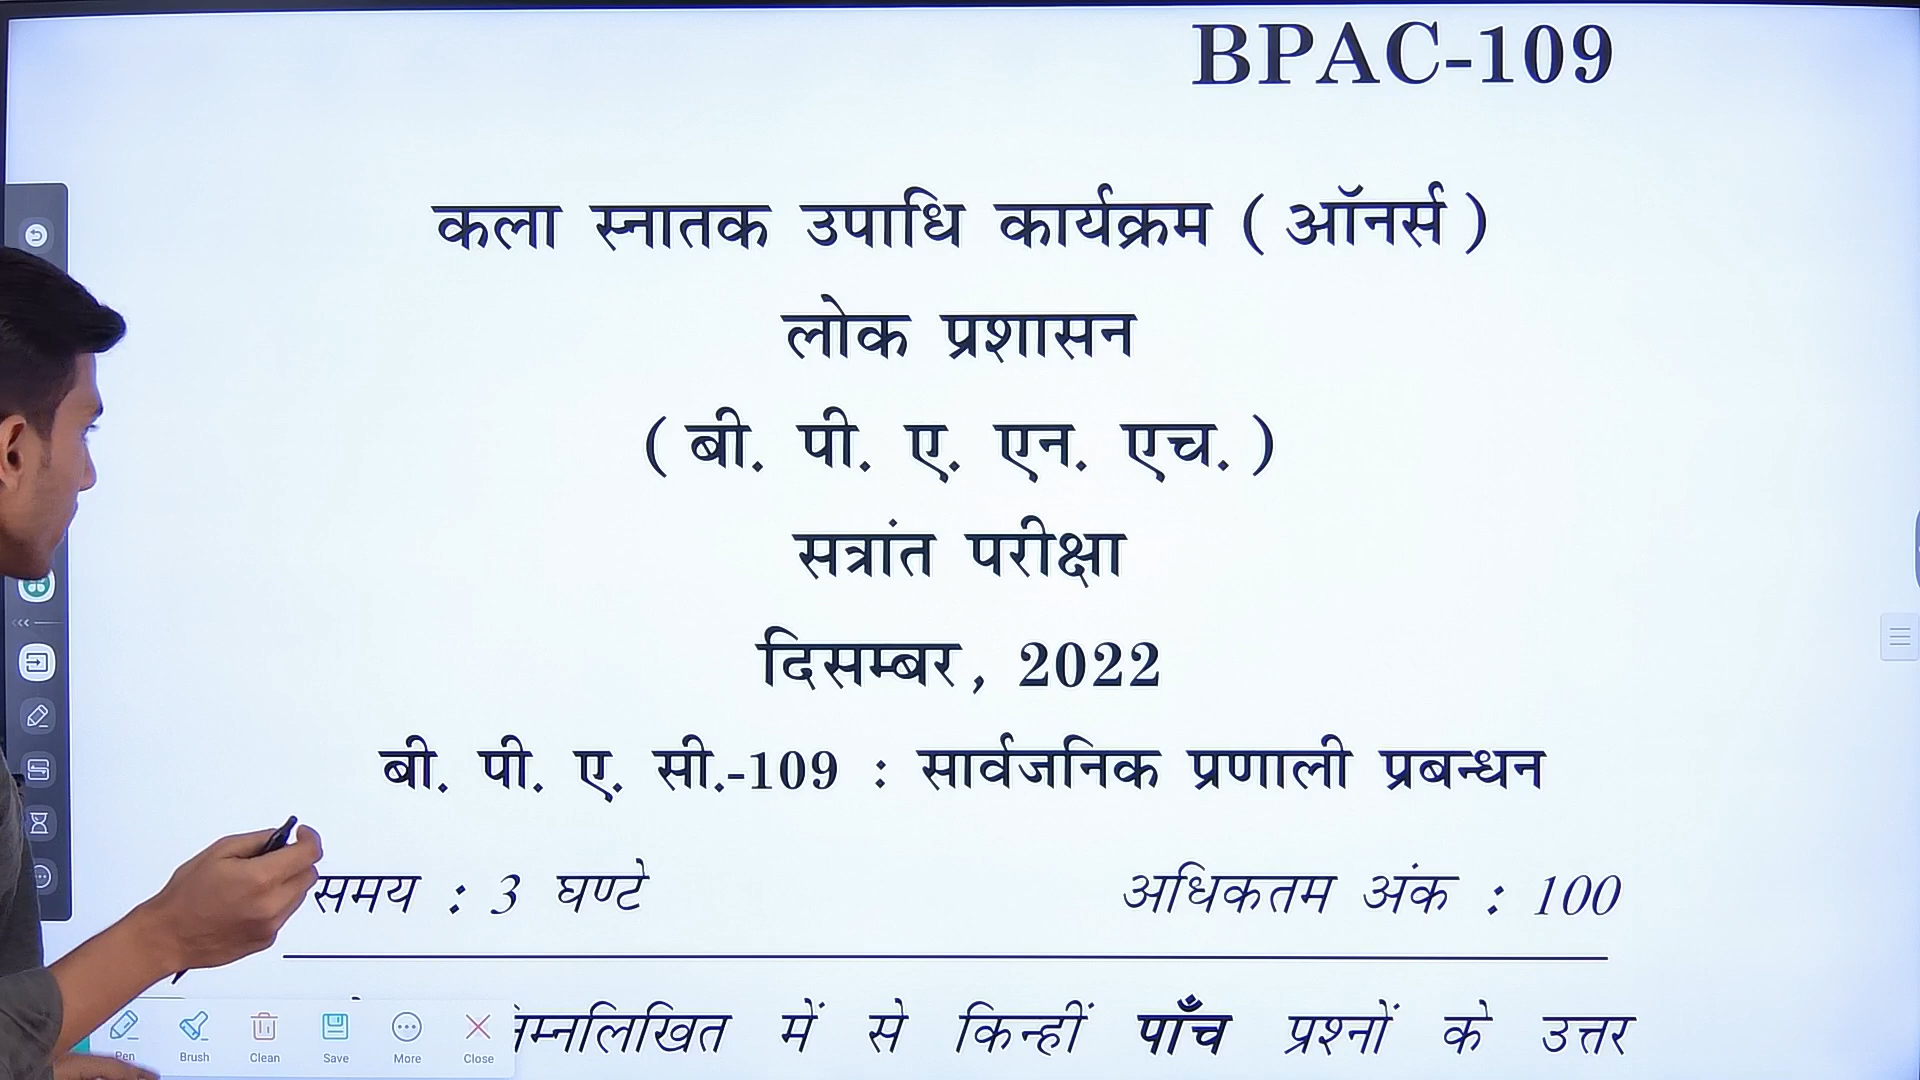 BPAC-109
कला स्नातक उपाधि कार्यक्रम ( ऑनर्स )
लोक प्रशासन
( बी. पी. ए. एन. एच. )
सत्रांत परीक्षा
दिसम्बर, 2022
बी. पी. ए. सी.-109 : सार्वजनिक प्रणाली प्रबन्धन
समय : 3 घण्टे अधिकतम अंक : 100
में से किन्हीं पाँच प्रश्नों के उत्तर
Pen Brush Clean Save More Close